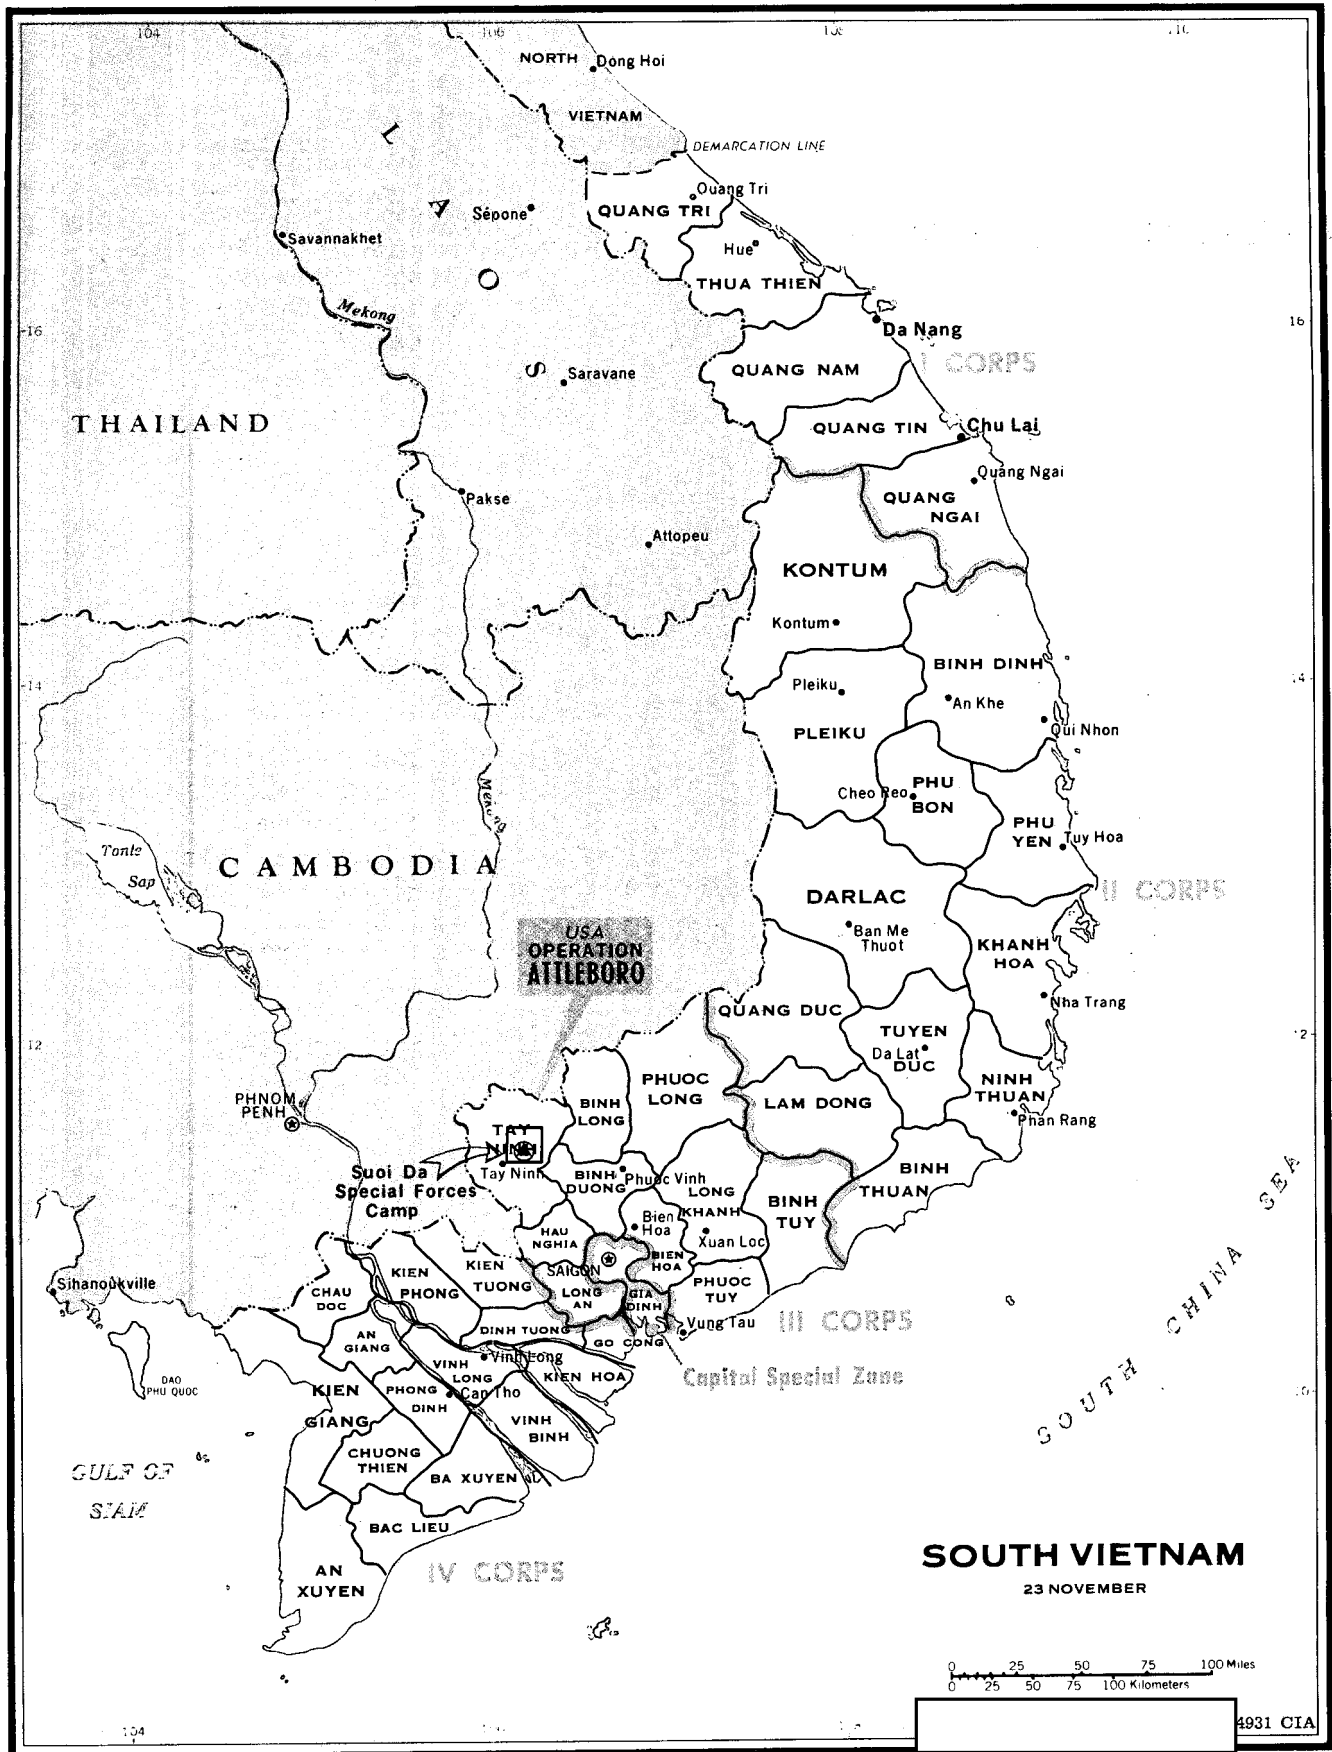 104
106
108
110
NORTH
Dong Hoi
VIETNAM
DEMARCATION LINE
LAOS
Quang Tri
QUANG TRI
Sépone
Savannakhet
Hue
THUA THIEN
Mekong
16
16
Da Nang
I CORPS
QUANG NAM
Saravane
THAILAND
QUANG TIN
Chu Lai
Quang Ngai
QUANG
NGAI
Pakse
Attopeu
KONTUM
Kontum
BINH DINH
14
14
Pleiku
An Khe
PLEIKU
Qui Nhon
Cheo Reo
PHU
BON
Mekong
PHU
YEN
Tuy Hoa
Tonle
Sap
CAMBODIA
DARLAC
II CORPS
Ban Me
Thuot
KHANH
HOA
USA
OPERATION
ATTLEBORO
Nha Trang
QUANG DUC
TUYEN
DUC
Da Lat
12
12
PHUOC
LONG
NINH
THUAN
PHNOM
PENH
BINH
LONG
LAM DONG
Phan Rang
TAY
NINH
Tay Ninh
Suoi Da
Special Forces
Camp
BINH
DUONG
Phuoc Vinh
LONG
KHANH
BINH
TUY
BINH
THUAN
Bien
Hoa
Xuan Loc
HAU
NGHIA
BIEN
HOA
SAIGON
Sihanoukville
KIEN
PHONG
KIEN
TUONG
CHAU
DOC
LONG
AN
GIA
DINH
PHUOC
TUY
Vung Tau
III CORPS
AN
GIANG
DINH TUONG
GO CONG
Capital Special Zone
VINH
LONG
Vinh Long
KIEN HOA
DAO
PHU QUOC
KIEN
GIANG
PHONG
DINH
Can Tho
VINH
BINH
10
CHUONG
THIEN
BA XUYEN
GULF OF
SIAM
BAC LIEU
AN
XUYEN
IV CORPS
SOUTH CHINA SEA
SOUTH VIETNAM
23 NOVEMBER
0 25 50 75 100 Miles
0 25 50 75 100 Kilometers
104
4931 CIA